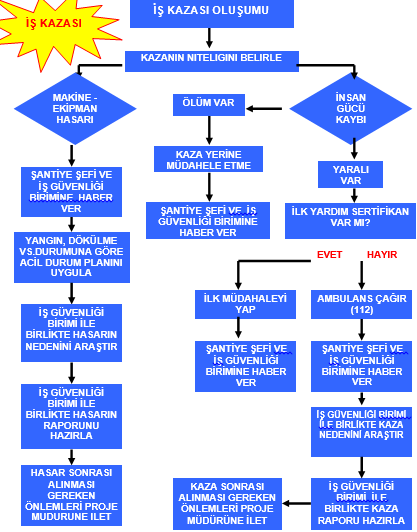 İŞ KAZASI OLUŞUMU
İŞ KAZASI
KAZANIN NİTELİGINI BELIRLE
MAKİNE -
EKİPMAN
HASARI
ÖLÜM VAR
İNSAN
GÜCÜ
KAYBI
KAZA YERİNE
MÜDAHELE ETME
YARALI
VAR
ŞANTİYE ŞEFİ VE
İŞ GÜVENLİĞİ
BİRİMİNE HABER
VER
ŞANTİYE ŞEFİ VE İŞ
GÜVENLİĞİ BİRİMİNE
HABER VER
İLK YARDIM SERTİFİKAN
VAR MI?
YANGIN, DÖKÜLME
VS.DURUMUNA GÖRE
ACİL DURUM PLANINI
UYGULA
EVET
HAYIR
İLK MÜDAHALEYİ
YAP
AMBULANS ÇAĞIR
(112)
İŞ GÜVENLİĞİ
BİRİMİ İLE
BİRLİKTE HASARIN
NEDENİNİ ARAŞTIR
ŞANTİYE ŞEFİ VE
İŞ GÜVENLİĞİ
BİRİMİNE HABER
VER
ŞANTİYE ŞEFİ VE
İŞ GÜVENLİĞİ
BİRİMİNE HABER
VER
İŞ GÜVENLİĞİ
BİRİMİ İLE
BİRLİKTE HASARIN
RAPORUNU
HAZIRLA
İŞ GÜVENLİĞİ BİRİMİ
İLE BİRLİKTE KAZA
NEDENİNİ ARAŞTIR
HASAR SONRASI
ALINMASI
GEREKEN
ÖNLEMLERİ PROJE
MUDURUNE ILET
KAZA SONRASI
ALINMASI GEREKEN
ÖNLEMLERİ PROJE
MÜDÜRÜNE İLET
İŞ GÜVENLİĞİ
BİRİMİ İLE
BİRLİKTE KAZA
RAPORU HAZIRLA